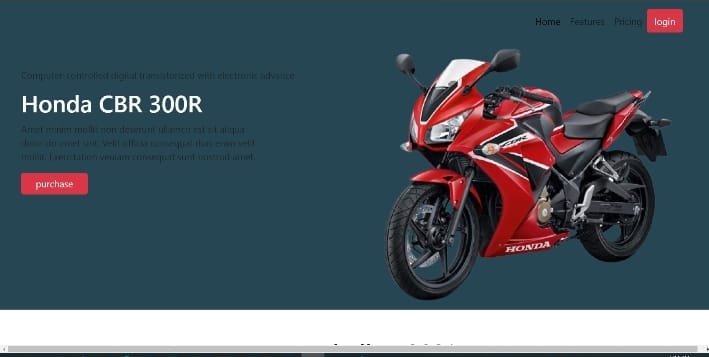 Home Features Pricing login
Computer-controlled digital transistorized with electronic advance
Honda CBR 300R
Amet minim mollit non deserunt ullamco est sit aliqua
dolor do amet sint. Velit officia consequat duis enim velit
mollit. Exercitation veniam consequat sunt nostrud amet.
purchase
CBR
HONDA